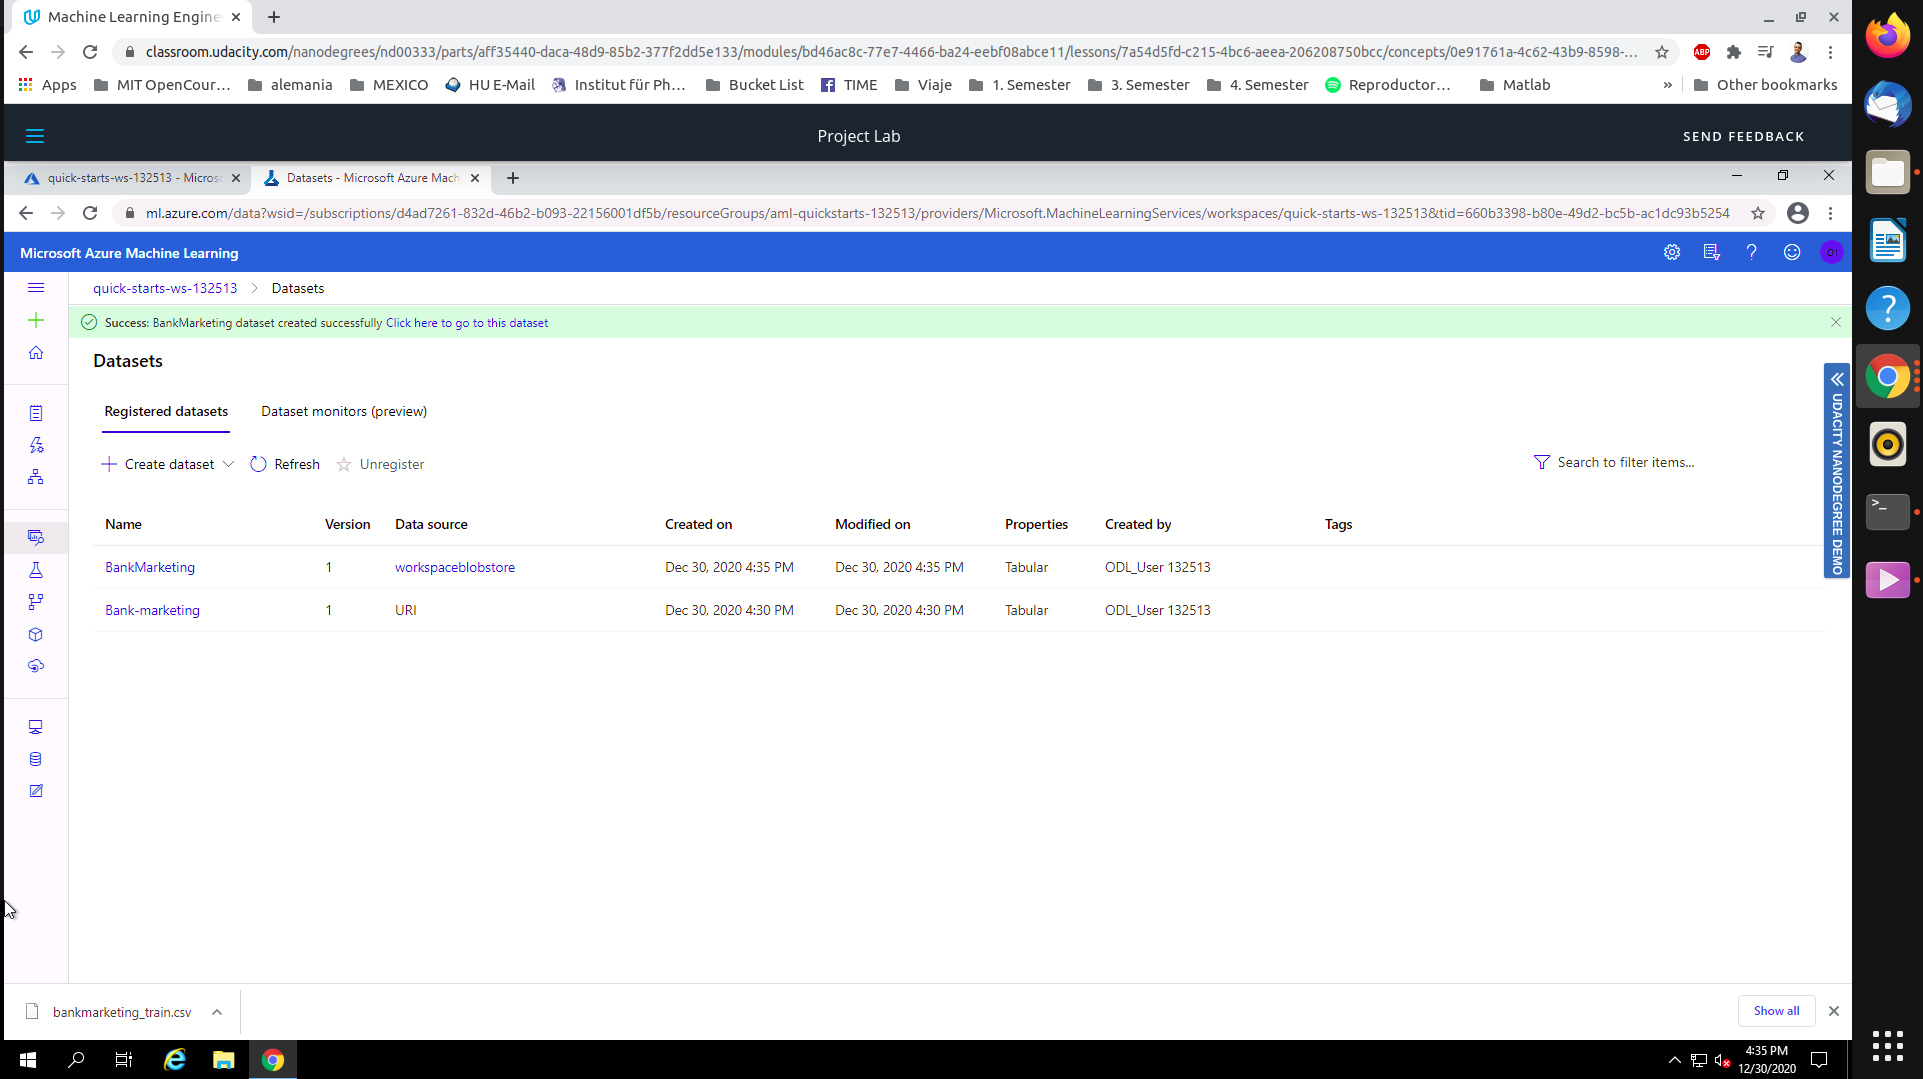 Machine Learning Engine
classroom.udacity.com/nanodegrees/nd00333/parts/aff35440-daca-48d9-85b2-377f2dd5e133/modules/bd46ac8c-77e7-4466-ba24-eebf08abce11/lessons/7a54d5fd-c215-4bc6-aeea-206208750bcc/concepts/0e91761a-4c62-43b9-8598-...
ABP
Apps MIT OpenCour... alemania MEXICO HU E-Mail Institut für Ph... Bucket List TIME Viaje 1. Semester 3. Semester 4. Semester Reproductor... Matlab » Other bookmarks
Project Lab
SEND FEEDBACK
quick-starts-ws-132513 - Micros
Datasets - Microsoft Azure Mach
ml.azure.com/data?wsid=/subscriptions/d4ad7261-832d-46b2-b093-22156001df5b/resourceGroups/aml-quickstarts-132513/providers/Microsoft.MachineLearningServices/workspaces/quick-starts-ws-132513&tid=660b3398-b80e-49d2-bc5b-ac1dc93b5254
Microsoft Azure Machine Learning
quick-starts-ws-132513 > Datasets
Success: BankMarketing dataset created successfully Click here to go to this dataset
Datasets
Registered datasets Dataset monitors (preview)
Create dataset Refresh Unregister
Search to filter items...
Name Version Data source Created on Modified on Properties Created by Tags
BankMarketing 1 workspaceblobstore Dec 30, 2020 4:35 PM Dec 30, 2020 4:35 PM Tabular ODL_User 132513
Bank-marketing 1 URI Dec 30, 2020 4:30 PM Dec 30, 2020 4:30 PM Tabular ODL_User 132513
UDACITY NANODEGREE DEMO
bankmarketing_train.csv
Show all
4:35 PM
12/30/2020